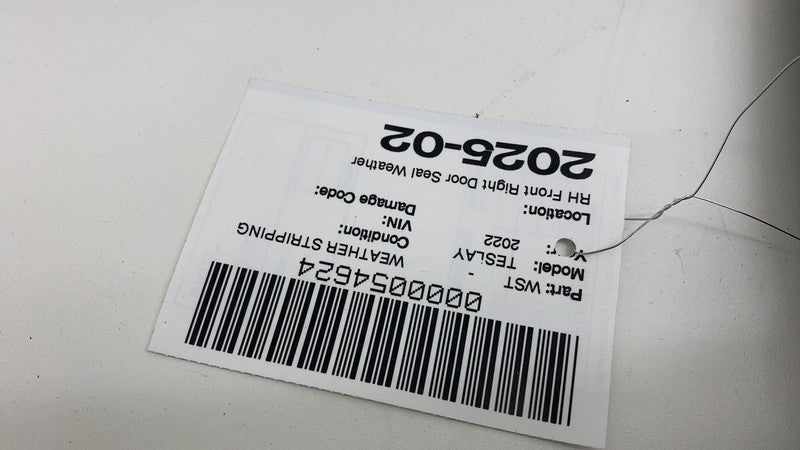 0000054624
Part: WST WEATHER STRIPPING
Model: TESLAY - Condition:
2022 VIN:
Damage Code:
Location:
RH Front Right Door Seal Weather
2025-02